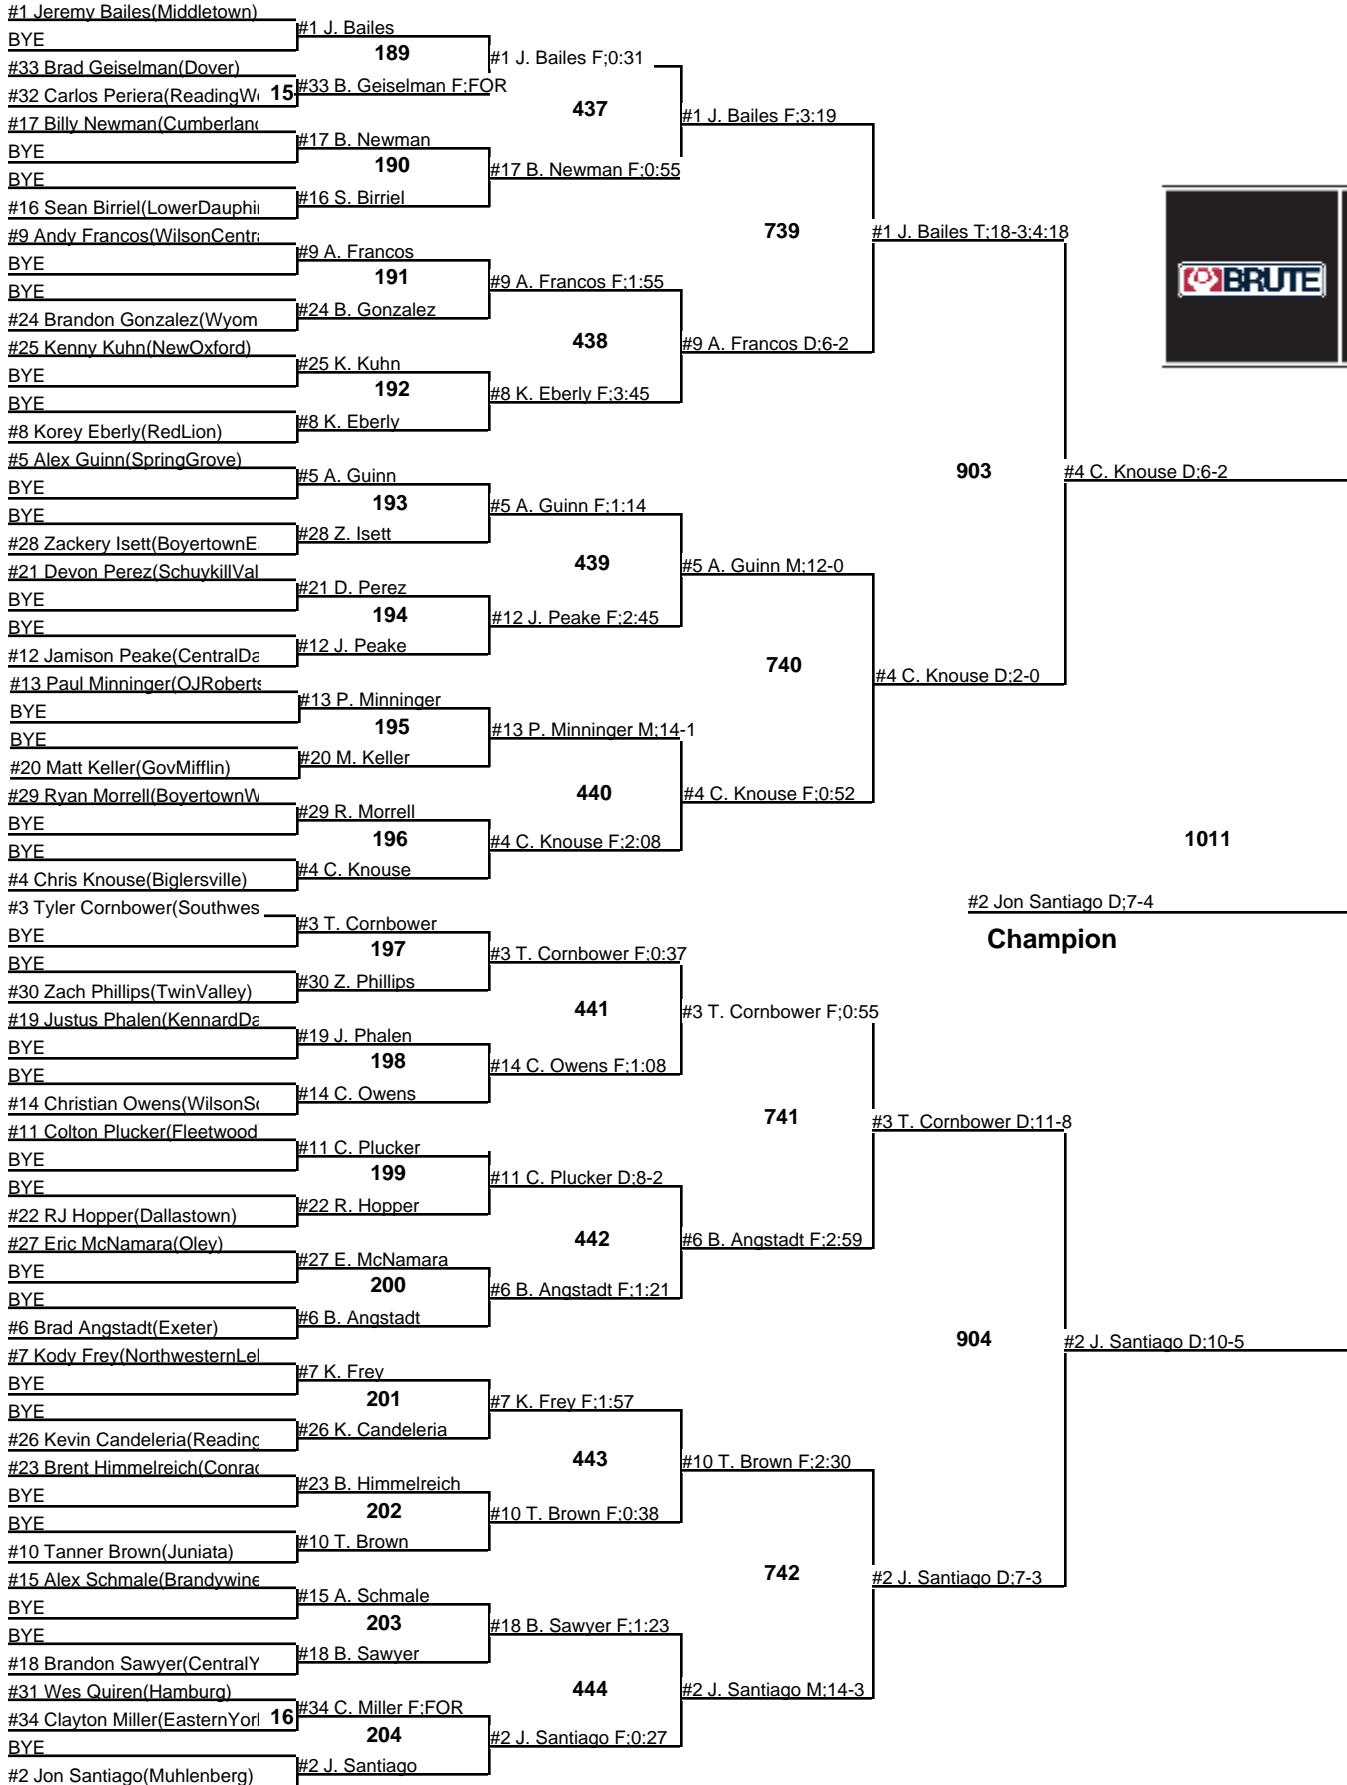 #1 Jeremy Bailes(Middletown)
BYE
#33 Brad Geiselman(Dover)
#32 Carlos Periera(ReadingW
15
#17 Billy Newman(Cumberland
BYE
BYE
#16 Sean Birriel(LowerDauphi
#9 Andy Francos(WilsonCentr
BYE
BYE
#24 Brandon Gonzalez(Wyom
#25 Kenny Kuhn(NewOxford)
BYE
BYE
#8 Korey Eberly(RedLion)
#5 Alex Guinn(SpringGrove)
BYE
BYE
#28 Zackery Isett(BoyertownE
#21 Devon Perez(SchuykillVal
BYE
BYE
#12 Jamison Peake(CentralDa
#13 Paul Minninger(OJRoberts
BYE
BYE
#20 Matt Keller(GovMifflin)
#29 Ryan Morrell(BoyertownW
BYE
BYE
#4 Chris Knouse(Biglersville)
#3 Tyler Cornbower(Southwes
BYE
BYE
#30 Zach Phillips(TwinValley)
#19 Justus Phalen(KennardDa
BYE
BYE
#14 Christian Owens(WilsonSo
#11 Colton Plucker(Fleetwood
BYE
BYE
#22 RJ Hopper(Dallastown)
#27 Eric McNamara(Oley)
BYE
BYE
#6 Brad Angstadt(Exeter)
#7 Kody Frey(NorthwesternLel
BYE
BYE
#26 Kevin Candeleria(Reading
#23 Brent Himmelreich(Conrad
BYE
BYE
#10 Tanner Brown(Juniata)
#15 Alex Schmale(Brandywine
BYE
BYE
#18 Brandon Sawyer(CentralY
#31 Wes Quiren(Hamburg)
#34 Clayton Miller(EasternYorl
16
BYE
#2 Jon Santiago(Muhlenberg)
#1 J. Bailes
189
#33 B. Geiselman F;FOR
#17 B. Newman
190
#16 S. Birriel
#9 A. Francos
191
#24 B. Gonzalez
#25 K. Kuhn
192
#8 K. Eberly
#5 A. Guinn
193
#28 Z. Isett
#21 D. Perez
194
#12 J. Peake
#13 P. Minninger
195
#20 M. Keller
#29 R. Morrell
196
#4 C. Knouse
#3 T. Cornbower
197
#30 Z. Phillips
#19 J. Phalen
198
#14 C. Owens
#11 C. Plucker
199
#22 R. Hopper
#27 E. McNamara
200
#6 B. Angstadt
#7 K. Frey
201
#26 K. Candeleria
#23 B. Himmelreich
202
#10 T. Brown
#15 A. Schmale
203
#18 B. Sawyer
#34 C. Miller F;FOR
204
#2 J. Santiago
#1 J. Bailes F;0:31
437
#17 B. Newman F;0:55
#9 A. Francos F;1:55
438
#8 K. Eberly F;3:45
#5 A. Guinn F;1:14
439
#12 J. Peake F;2:45
#13 P. Minninger M;14-1
440
#4 C. Knouse F;2:08
#3 T. Cornbower F;0:37
441
#14 C. Owens F;1:08
#11 C. Plucker D;8-2
442
#6 B. Angstadt F;1:21
#7 K. Frey F;1:57
443
#10 T. Brown F;0:38
#18 B. Sawyer F;1:23
444
#2 J. Santiago F;0:27
#1 J. Bailes F;3:19
739
#9 A. Francos D;6-2
#5 A. Guinn M;12-0
740
#4 C. Knouse F;0:52
#3 T. Cornbower F;0:55
741
#6 B. Angstadt F;2:59
#10 T. Brown F;2:30
742
#2 J. Santiago M;14-3
#1 J. Bailes T;18-3;4:18
903
#4 C. Knouse D;2-0
#3 T. Cornbower D;11-8
904
#2 J. Santiago D;7-3
#4 C. Knouse D;6-2
1011
#2 J. Santiago D;10-5
#2 Jon Santiago D;7-4
Champion
BRUTE